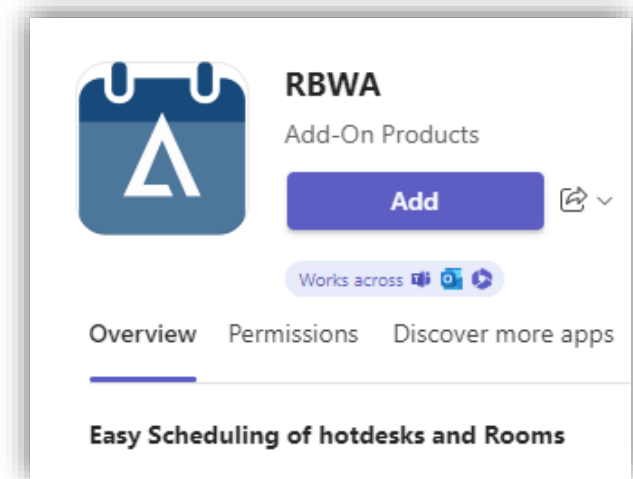 RBWA
Add-On Products
Add
Works across
Overview Permissions Discover more apps
Easy Scheduling of hotdesks and Rooms